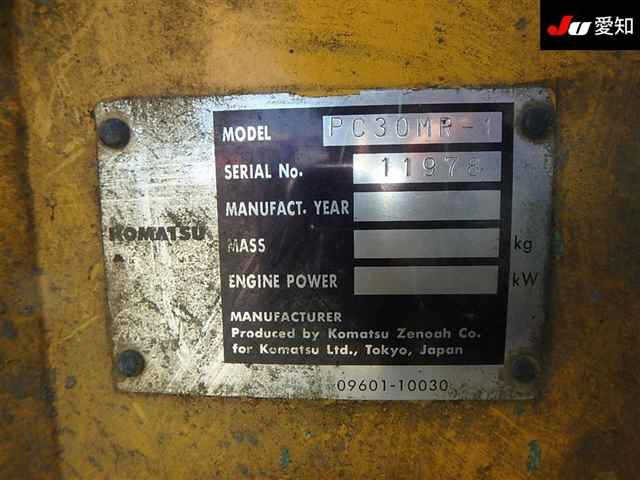 JU 愛知
MODEL PC30MR-1
SERIAL No. 11978
MANUFACT. YEAR
KOMATSU
MASS kg
ENGINE POWER kW
MANUFACTURER
Produced by Komatsu Zenoah Co.
for Komatsu Ltd., Tokyo, Japan
09601-10030